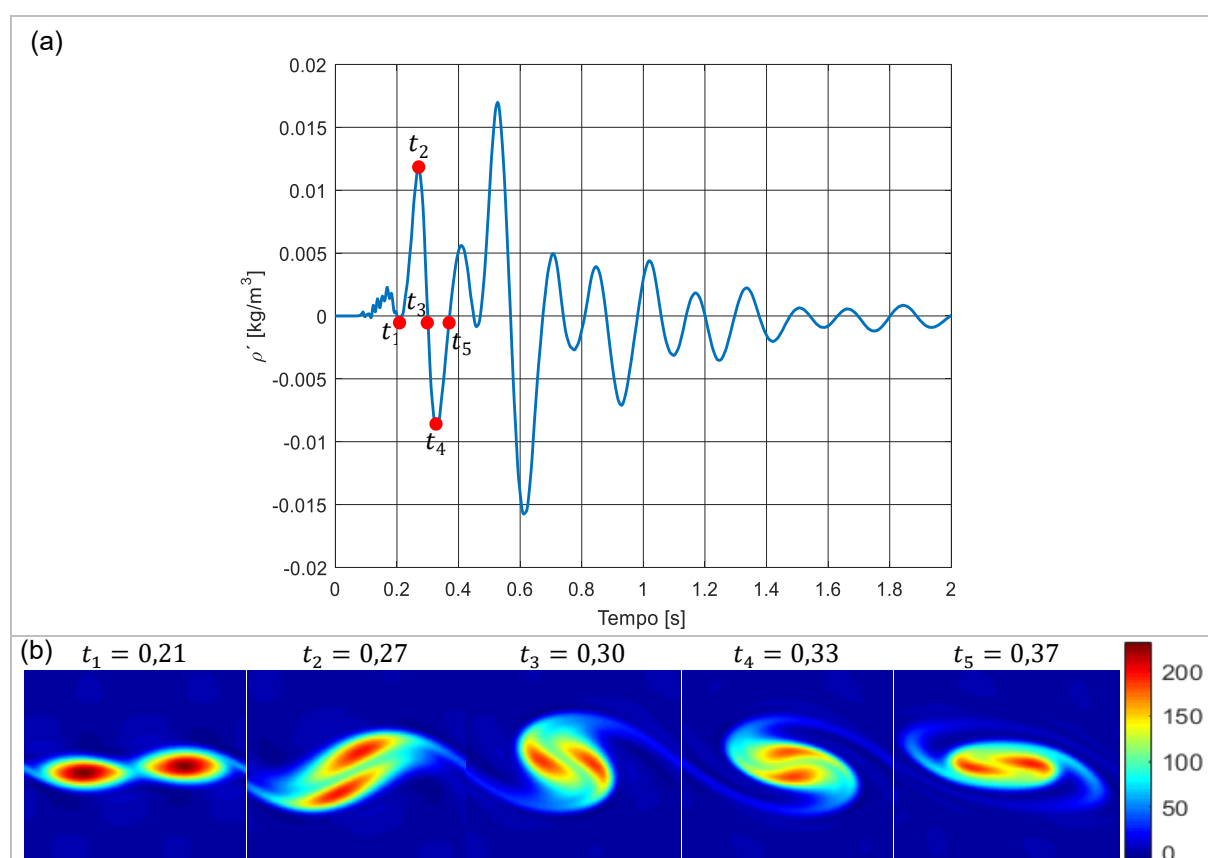 (a)
0.02
0.015
0.01
0.005
0
-0.005
-0.01
-0.015
-0.02
ρ´ [kg/m³]
t₂
t₃
t₁
t₅
t₄
0 0.2 0.4 0.6 0.8 1 1.2 1.4 1.6 1.8 2
Tempo [s]
(b) t₁ = 0,21 t₂ = 0,27 t₃ = 0,30 t₄ = 0,33 t₅ = 0,37
200
150
100
50
0